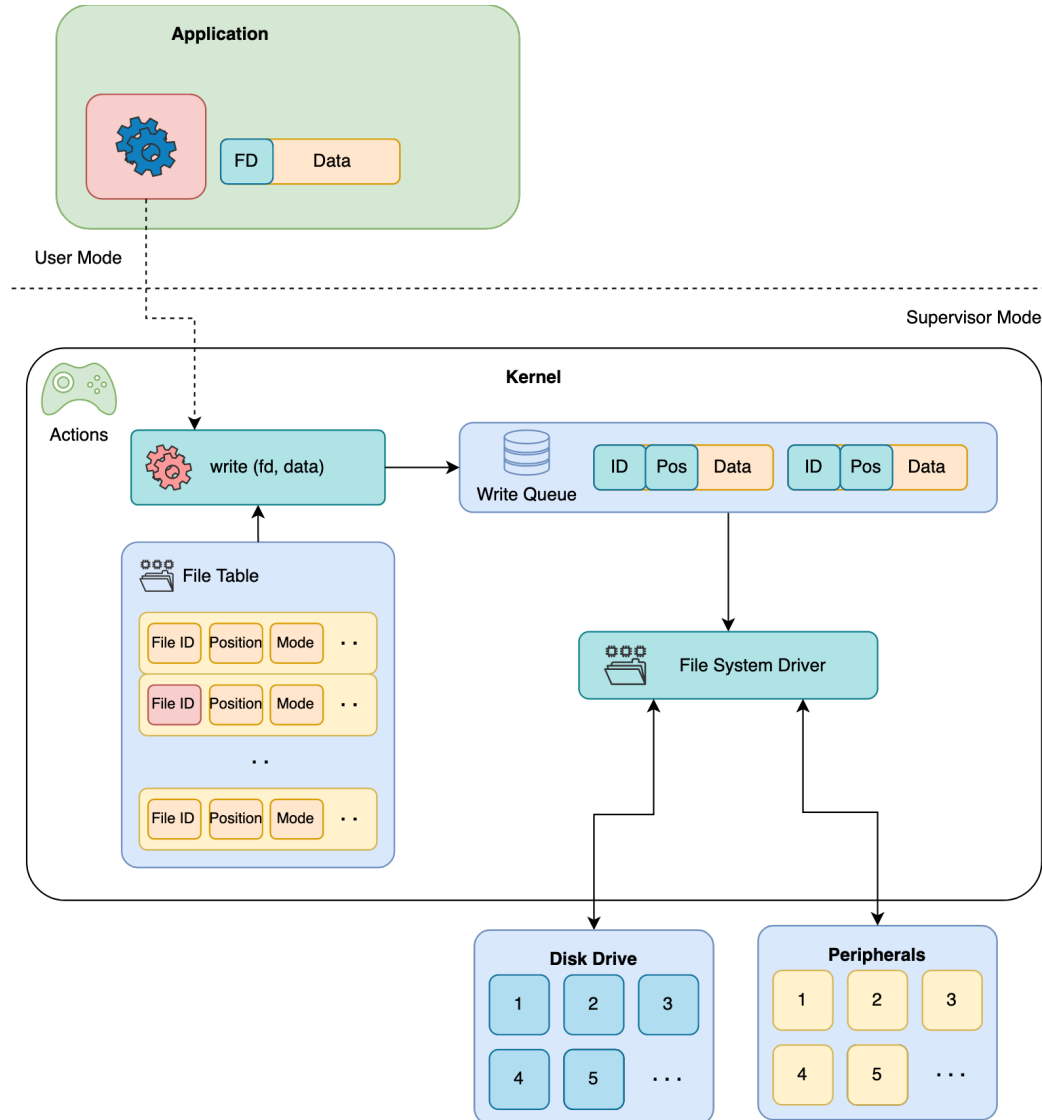 Application
FD Data
User Mode
Supervisor Mode
Kernel
Actions
write (fd, data)
Write Queue
ID Pos Data ID Pos Data
File Table
File ID Position Mode . .
File ID Position Mode . .
. .
File ID Position Mode . .
File System Driver
Disk Drive
1 2 3
4 5 . . .
Peripherals
1 2 3
4 5 . . .